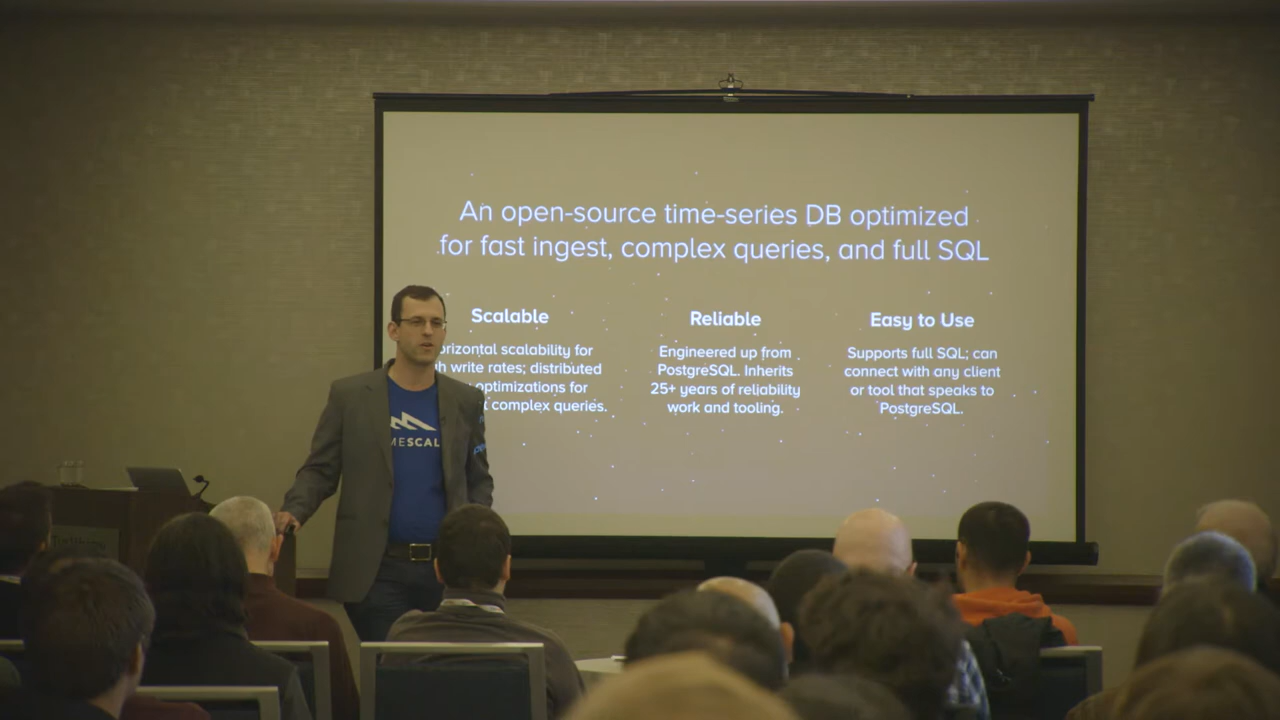 An open-source time-series DB optimized
for fast ingest, complex queries, and full SQL
Scalable
orizontal scalability for
h write rates; distributed
optimizations for
complex queries.
Reliable
Engineered up from
PostgreSQL. Inherits
25+ years of reliability
work and tooling.
Easy to Use
Supports full SQL; can
connect with any client
or tool that speaks to
PostgreSQL.
MESCAL